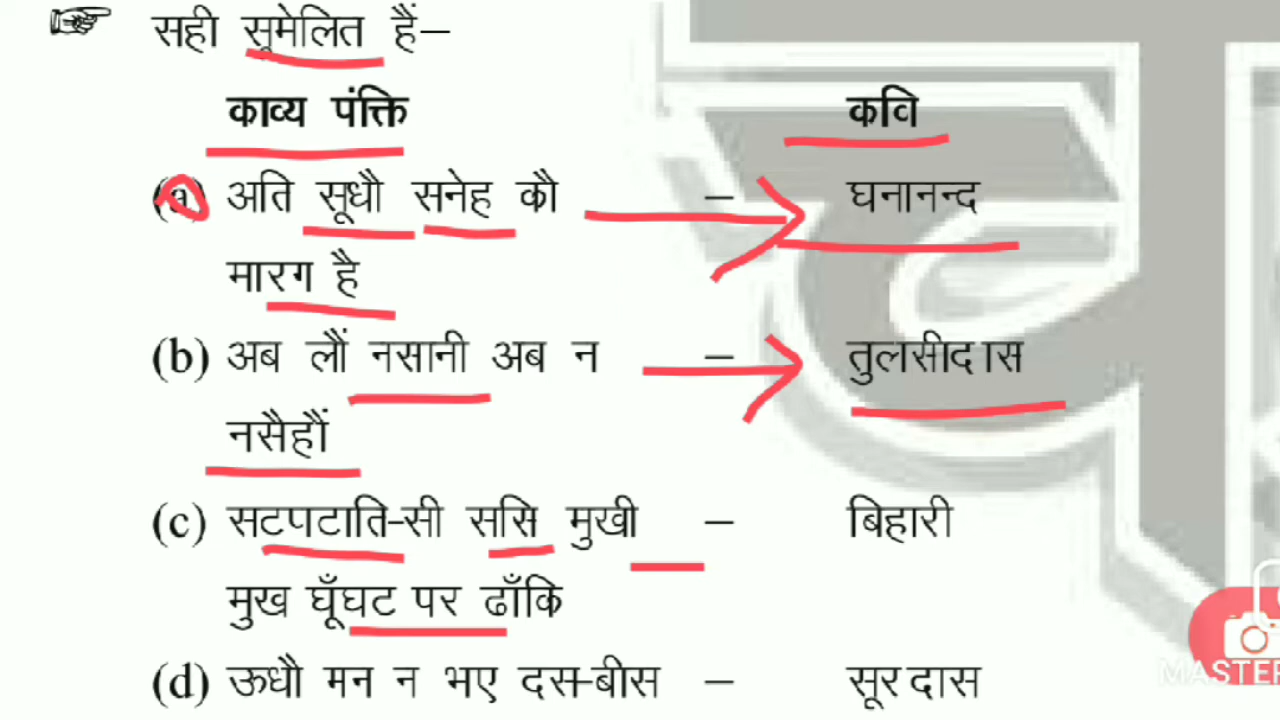 सही सुमेलित हैं–
काव्य पंक्ति कवि
(a) अति सूधौ सनेह कौ – घनानन्द
मारग है
(b) अब लौं नसानी अब न – तुलसीदास
नसैहौं
(c) सटपटाति-सी ससि मुखी – बिहारी
मुख घूँघट पर ढाँकि
(d) ऊधौ मन न भए दस-बीस – सूरदास
MASTER